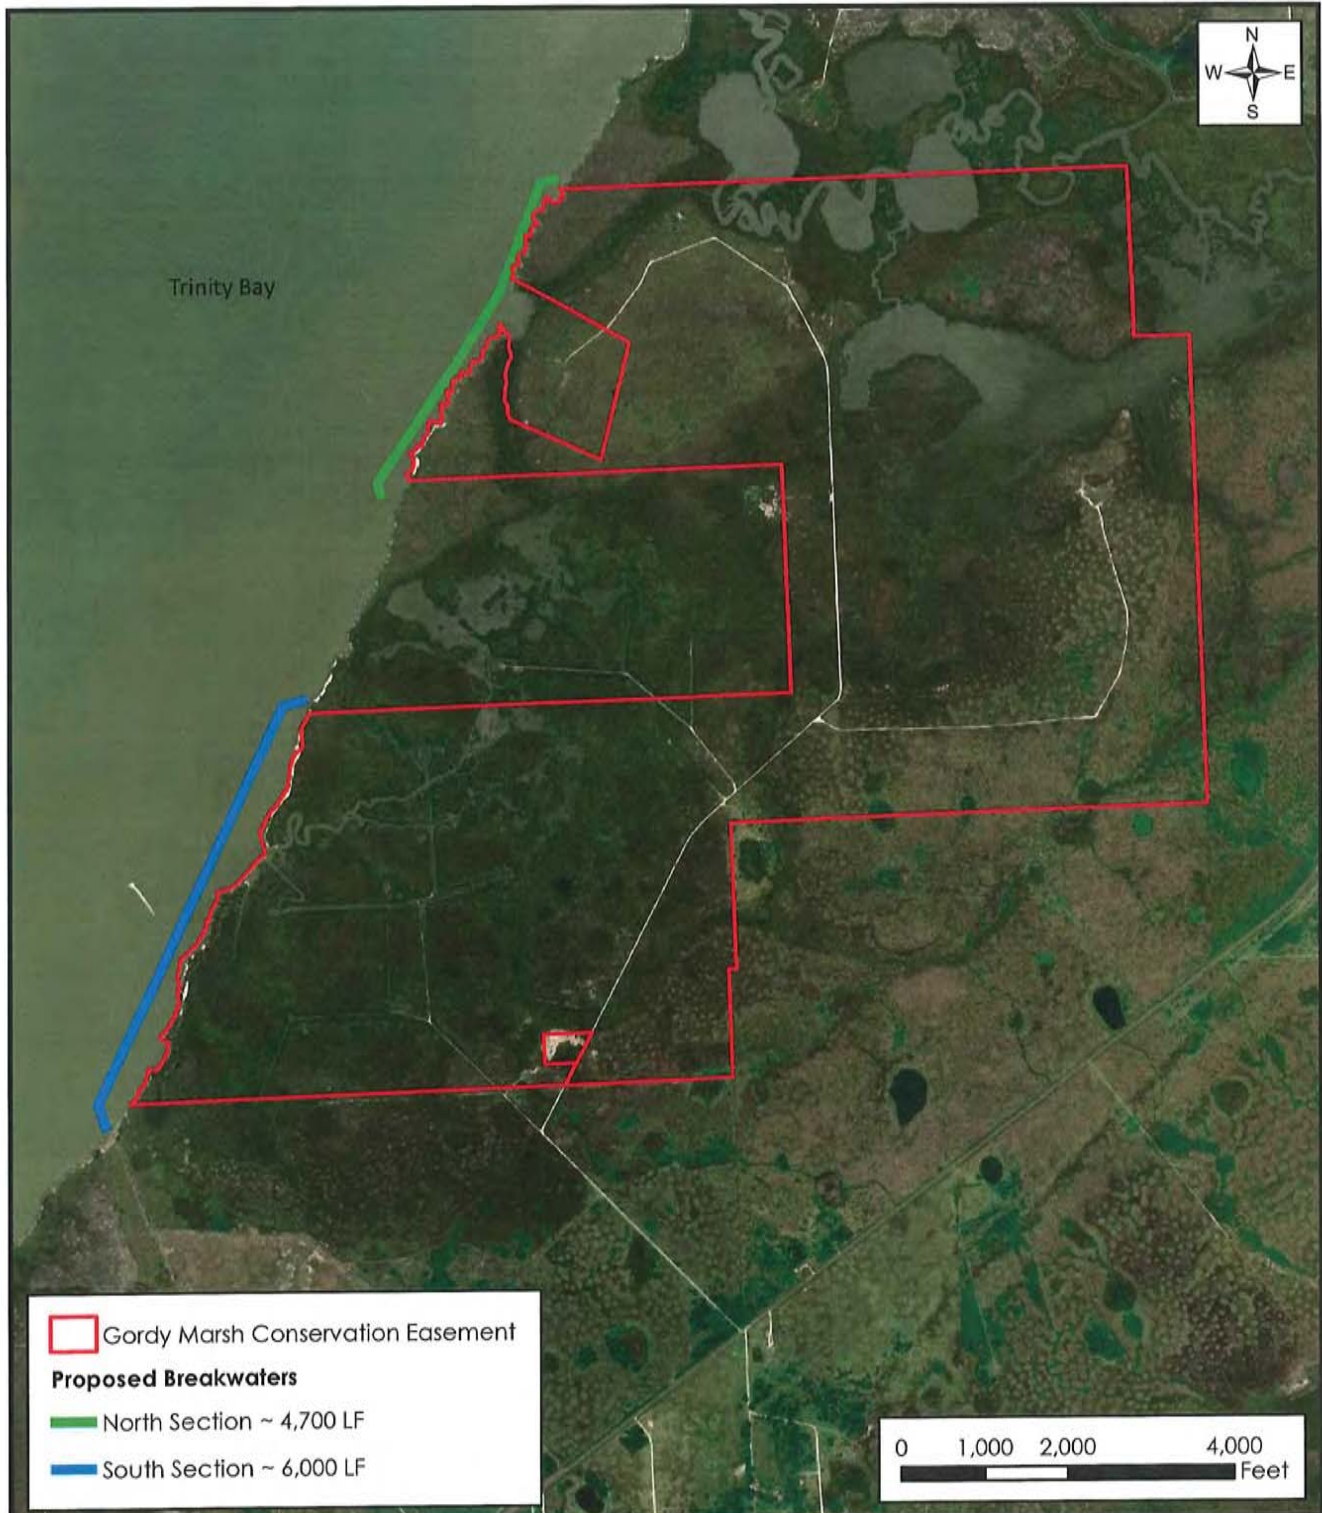 N
W E
S
Trinity Bay
Gordy Marsh Conservation Easement
Proposed Breakwaters
North Section ~ 4,700 LF
South Section ~ 6,000 LF
0 1,000 2,000 4,000
Feet